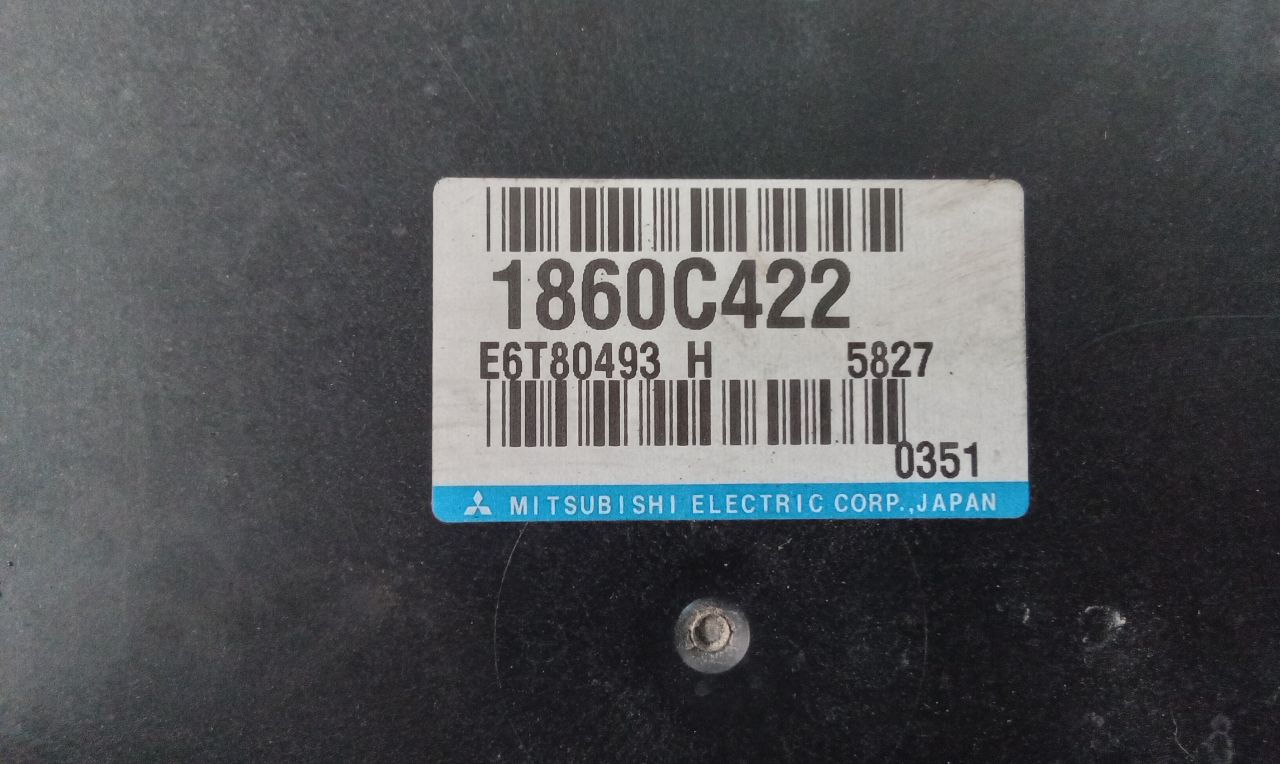 1860C422
E6T80493 H 5827
0351
MITSUBISHI ELECTRIC CORP.,JAPAN